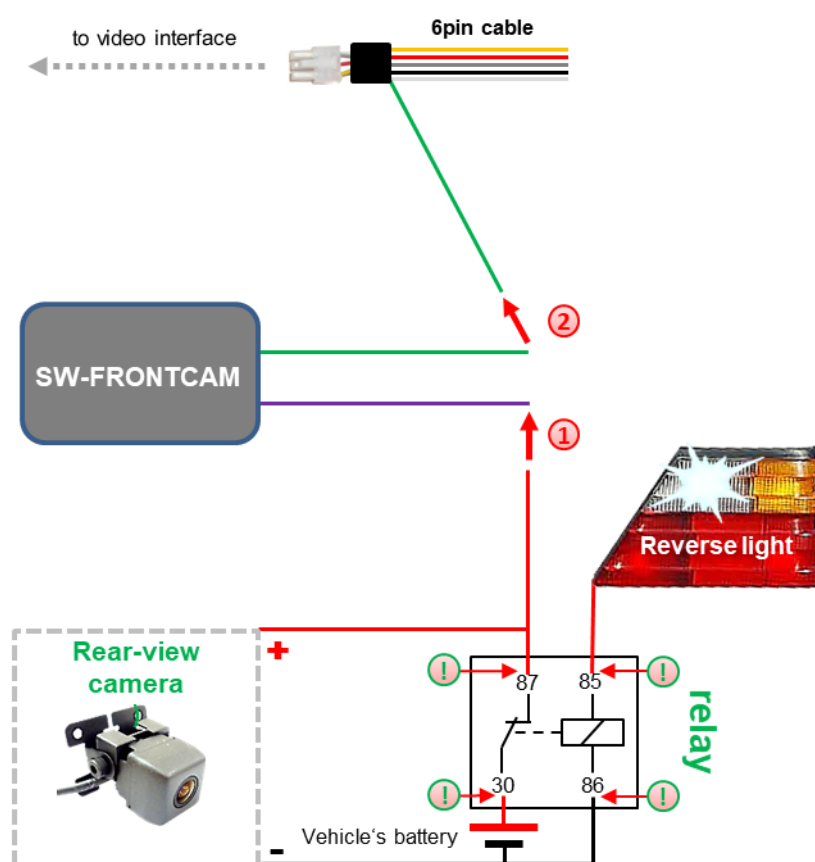 to video interface
6pin cable
2
SW-FRONTCAM
1
Reverse light
+
Rear-view
camera
!
87
85
!
relay
!
30
86
!
Vehicle‘s battery
-